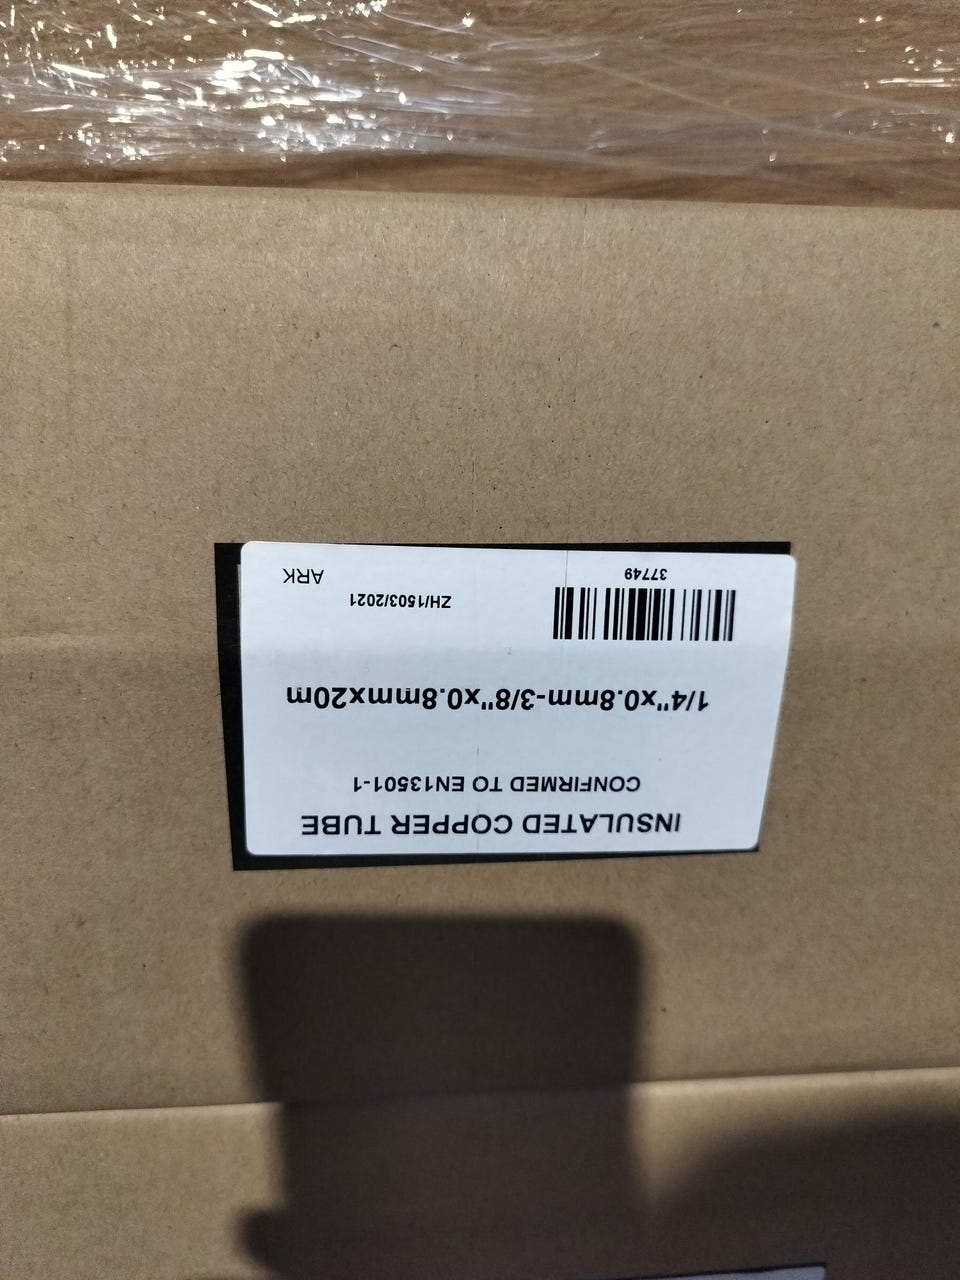 INSULATED COPPER TUBE
CONFIRMED TO EN13501-1
1/4"x0.8mm-3/8"x0.8mmx20m
37749
ZH/1503/2021
ARK